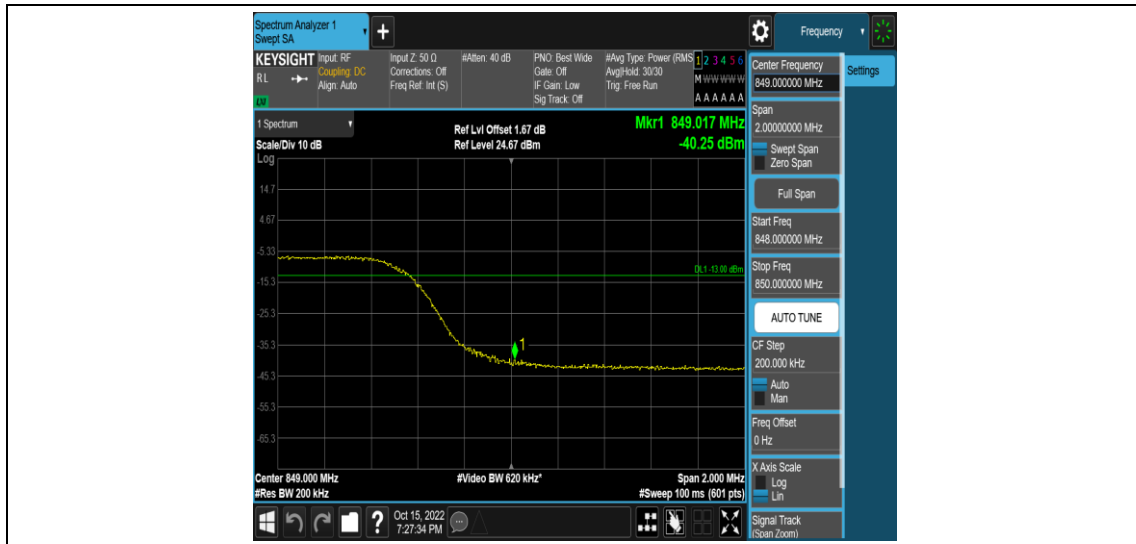 Spectrum Analyzer 1
Swept SA
+
Frequency
KEYSIGHT
RL
LXI
Input: RF
Coupling: DC
Align: Auto
Input Z: 50 Ω
Corrections: Off
Freq Ref: Int (S)
#Atten: 40 dB
PNO: Best Wide
Gate: Off
IF Gain: Low
Sig Track: Off
#Avg Type: Power (RMS
Avg|Hold: 30/30
Trig: Free Run
1 2 3 4 5 6
M W W W W W
A A A A A A
1 Spectrum
Scale/Div 10 dB
Log
Ref Lvl Offset 1.67 dB
Ref Level 24.67 dBm
Mkr1 849.017 MHz
-40.25 dBm
14.7
4.67
-5.33
-15.3
-25.3
-35.3
-45.3
-55.3
-65.3
DL1 -13.00 dBm
1
Center 849.000 MHz
#Res BW 200 kHz
#Video BW 620 kHz*
Span 2.000 MHz
#Sweep 100 ms (601 pts)
?
Oct 15, 2022
7:27:34 PM
Center Frequency
849.000000 MHz
Settings
Span
2.00000000 MHz
Swept Span
Zero Span
Full Span
Start Freq
848.000000 MHz
Stop Freq
850.000000 MHz
AUTO TUNE
CF Step
200.000 kHz
Auto
Man
Freq Offset
0 Hz
X Axis Scale
Log
Lin
Signal Track
(Span Zoom)